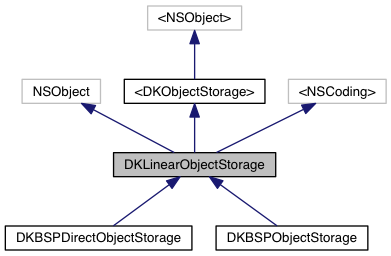 <NSObject>
NSObject
<DKObjectStorage>
<NSCoding>
DKLinearObjectStorage
DKBSPDirectObjectStorage
DKBSPObjectStorage